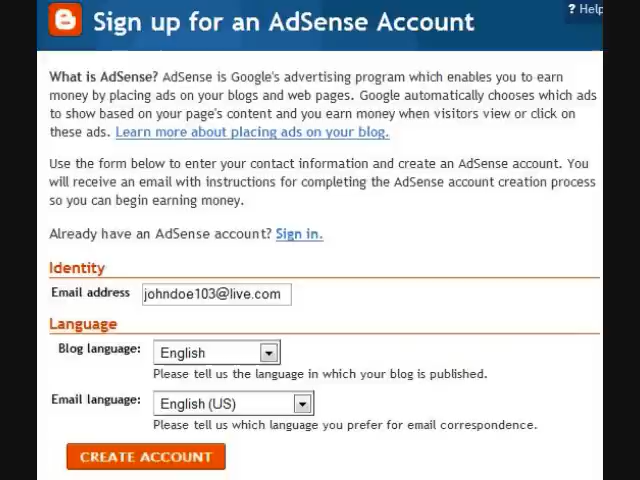 Sign up for an AdSense Account
? Help
What is AdSense? AdSense is Google's advertising program which enables you to earn
money by placing ads on your blogs and web pages. Google automatically chooses which ads
to show based on your page's content and you earn money when visitors view or click on
these ads. Learn more about placing ads on your blog.
Use the form below to enter your contact information and create an AdSense account. You
will receive an email with instructions for completing the AdSense account creation process
so you can begin earning money.
Already have an AdSense account? Sign in.
Identity
Email address johndoe103@live.com
Language
Blog language: English
Please tell us the language in which your blog is published.
Email language: English (US)
Please tell us which language you prefer for email correspondence.
CREATE ACCOUNT